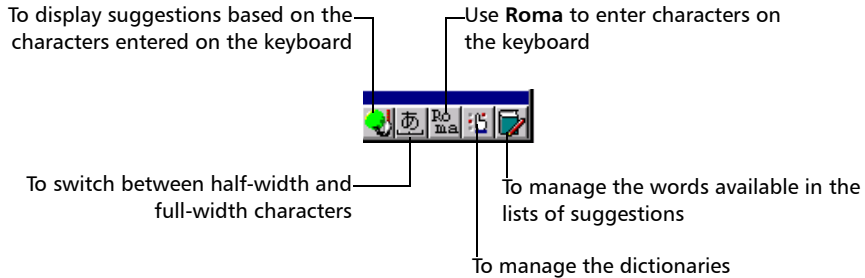 To display suggestions based on the
characters entered on the keyboard
Use Roma to enter characters on
the keyboard
あ
Ro
ma
To switch between half-width and
full-width characters
To manage the words available in the
lists of suggestions
To manage the dictionaries